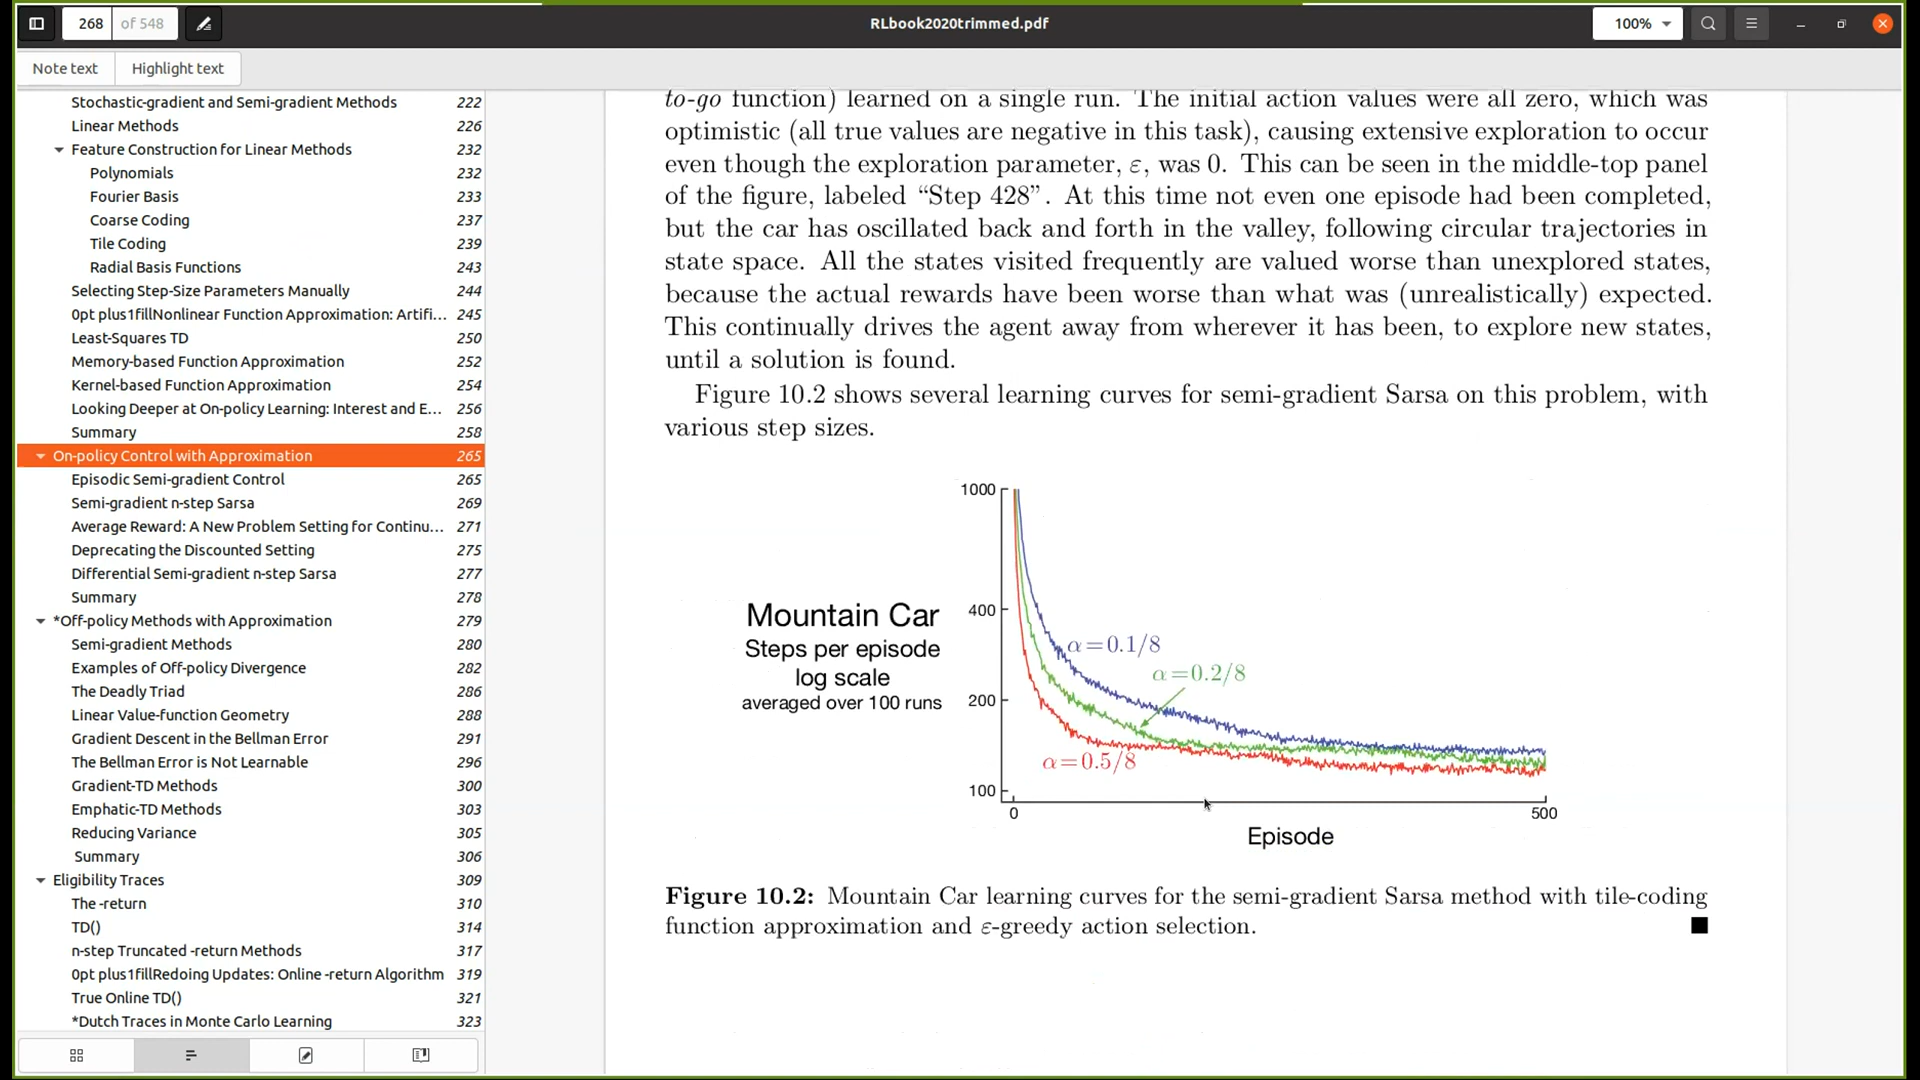 268 of 548
RLbook2020trimmed.pdf
100%
Note text
Highlight text
Stochastic-gradient and Semi-gradient Methods 222
Linear Methods 226
Feature Construction for Linear Methods 232
Polynomials 232
Fourier Basis 233
Coarse Coding 237
Tile Coding 239
Radial Basis Functions 243
Selecting Step-Size Parameters Manually 244
0pt plus1fillNonlinear Function Approximation: Artifi... 245
Least-Squares TD 250
Memory-based Function Approximation 252
Kernel-based Function Approximation 254
Looking Deeper at On-policy Learning: Interest and E... 256
Summary 258
On-policy Control with Approximation 265
Episodic Semi-gradient Control 265
Semi-gradient n-step Sarsa 269
Average Reward: A New Problem Setting for Continu... 271
Deprecating the Discounted Setting 275
Differential Semi-gradient n-step Sarsa 277
Summary 278
*Off-policy Methods with Approximation 279
Semi-gradient Methods 280
Examples of Off-policy Divergence 282
The Deadly Triad 286
Linear Value-function Geometry 288
Gradient Descent in the Bellman Error 291
The Bellman Error is Not Learnable 296
Gradient-TD Methods 300
Emphatic-TD Methods 303
Reducing Variance 305
Summary 306
Eligibility Traces 309
The -return 310
TD() 314
n-step Truncated -return Methods 317
0pt plus1fillRedoing Updates: Online -return Algorithm 319
True Online TD() 321
*Dutch Traces in Monte Carlo Learning 323
to-go function) learned on a single run. The initial action values were all zero, which was
optimistic (all true values are negative in this task), causing extensive exploration to occur
even though the exploration parameter, ε, was 0. This can be seen in the middle-top panel
of the figure, labeled “Step 428”. At this time not even one episode had been completed,
but the car has oscillated back and forth in the valley, following circular trajectories in
state space. All the states visited frequently are valued worse than unexplored states,
because the actual rewards have been worse than what was (unrealistically) expected.
This continually drives the agent away from wherever it has been, to explore new states,
until a solution is found.
Figure 10.2 shows several learning curves for semi-gradient Sarsa on this problem, with
various step sizes.
1000
400
200
100
Mountain Car
Steps per episode
log scale
averaged over 100 runs
α=0.1/8
α=0.2/8
α=0.5/8
0
500
Episode
Figure 10.2: Mountain Car learning curves for the semi-gradient Sarsa method with tile-coding
function approximation and ε-greedy action selection.